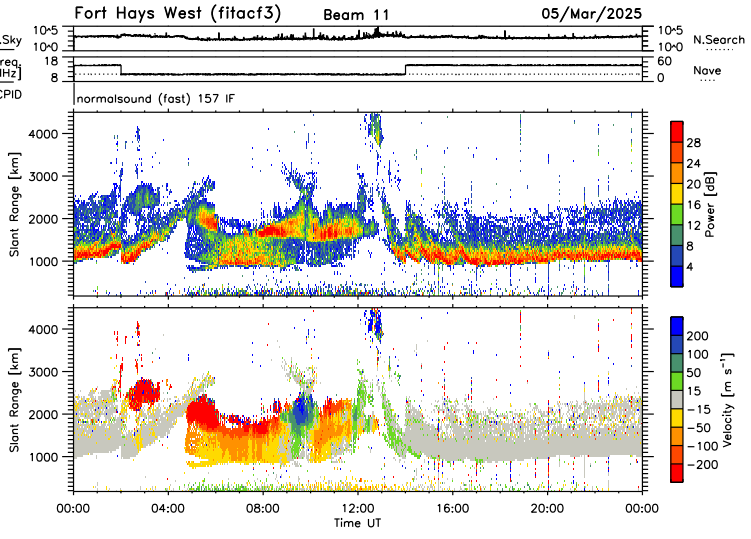 Fort Hays West (fitacf3) Beam 11 05/Mar/2025
.Sky 10^5 10^0 10^5 10^0 N.Search
req. Hz] 18 8 60 0 Nave
CPID normalsound (fast) 157 IF
Slant Range [km]
4000
3000
2000
1000
Power [dB]
28
24
20
16
12
8
4
Slant Range [km]
4000
3000
2000
1000
Velocity [m s⁻¹]
200
100
50
15
−15
−50
−100
−200
00:00 04:00 08:00 12:00 16:00 20:00 00:00
Time UT